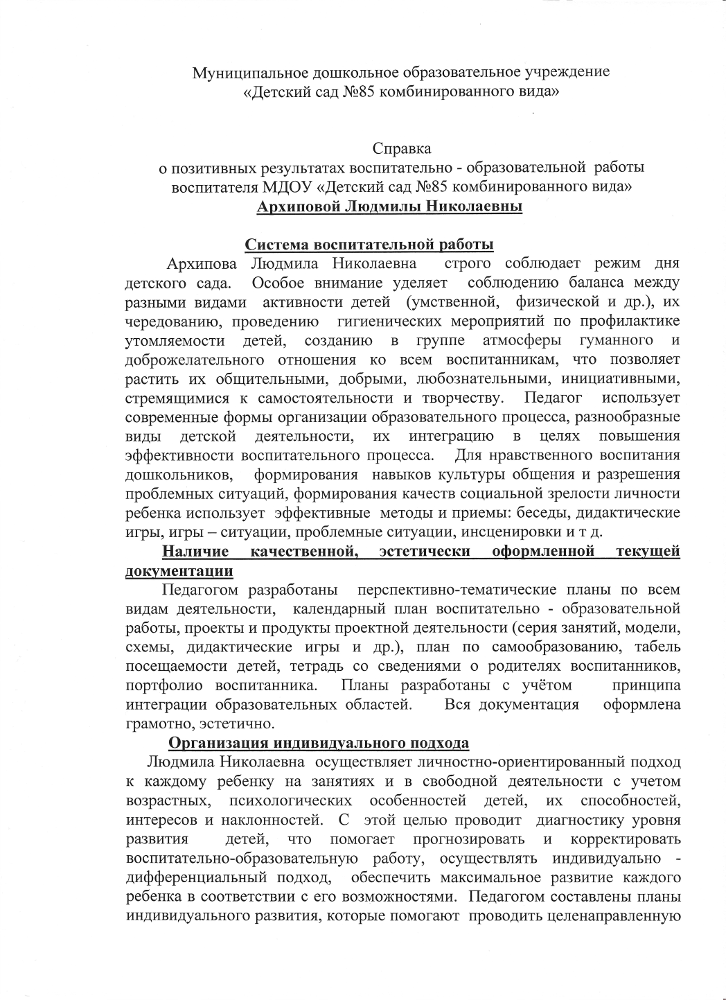 Муниципальное дошкольное образовательное учреждение
«Детский сад №85 комбинированного вида»
Справка
о позитивных результатах воспитательно - образовательной работы
воспитателя МДОУ «Детский сад №85 комбинированного вида»
Архиповой Людмилы Николаевны
Система воспитательной работы
Архипова Людмила Николаевна строго соблюдает режим дня
детского сада. Особое внимание уделяет соблюдению баланса между
разными видами активности детей (умственной, физической и др.), их
чередованию, проведению гигиенических мероприятий по профилактике
утомляемости детей, созданию в группе атмосферы гуманного и
доброжелательного отношения ко всем воспитанникам, что позволяет
растить их общительными, добрыми, любознательными, инициативными,
стремящимися к самостоятельности и творчеству. Педагог использует
современные формы организации образовательного процесса, разнообразные
виды детской деятельности, их интеграцию в целях повышения
эффективности воспитательного процесса. Для нравственного воспитания
дошкольников, формирования навыков культуры общения и разрешения
проблемных ситуаций, формирования качеств социальной зрелости личности
ребенка использует эффективные методы и приемы: беседы, дидактические
игры, игры – ситуации, проблемные ситуации, инсценировки и т д.
Наличие качественной, эстетически оформленной текущей
документации
Педагогом разработаны перспективно-тематические планы по всем
видам деятельности, календарный план воспитательно - образовательной
работы, проекты и продукты проектной деятельности (серия занятий, модели,
схемы, дидактические игры и др.), план по самообразованию, табель
посещаемости детей, тетрадь со сведениями о родителях воспитанников,
портфолио воспитанника. Планы разработаны с учётом принципа
интеграции образовательных областей. Вся документация оформлена
грамотно, эстетично.
Организация индивидуального подхода
Людмила Николаевна осуществляет личностно-ориентированный подход
к каждому ребенку на занятиях и в свободной деятельности с учетом
возрастных, психологических особенностей детей, их способностей,
интересов и наклонностей. С этой целью проводит диагностику уровня
развития детей, что помогает прогнозировать и корректировать
воспитательно-образовательную работу, осуществлять индивидуально -
дифференциальный подход, обеспечить максимальное развитие каждого
ребенка в соответствии с его возможностями. Педагогом составлены планы
индивидуального развития, которые помогают проводить целенаправленную